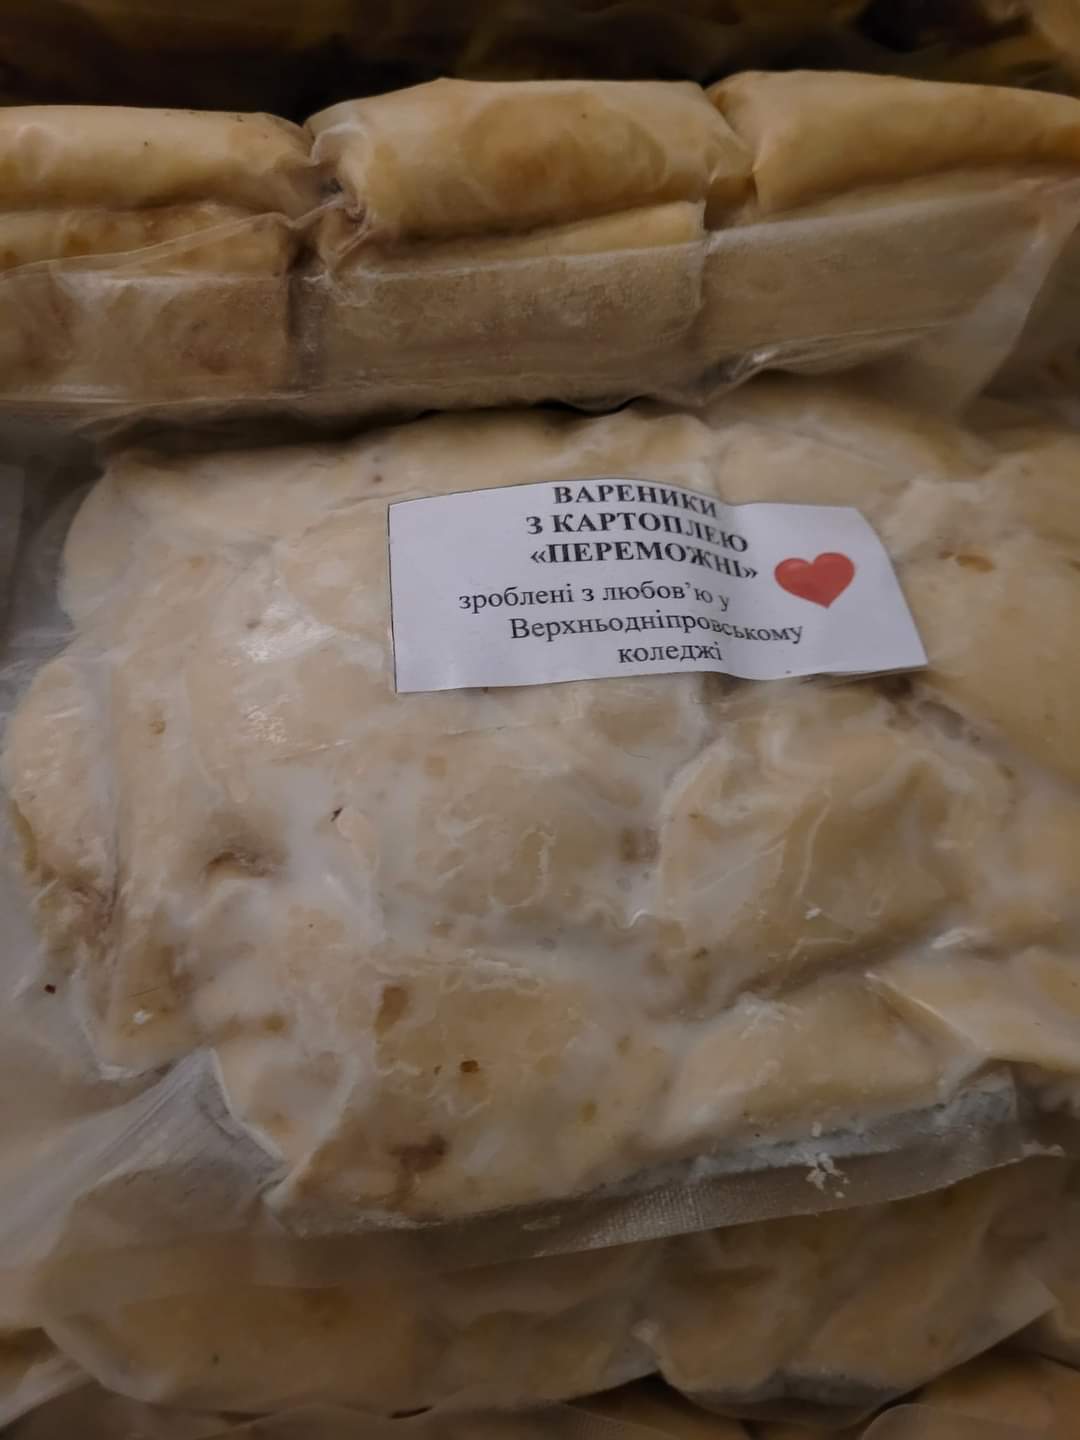 ВАРЕНИКИ
З КАРТОПЛЕЮ
«ПЕРЕМОЖНІ»
зроблені з любов’ю у
Верхньодніпровському
коледжі